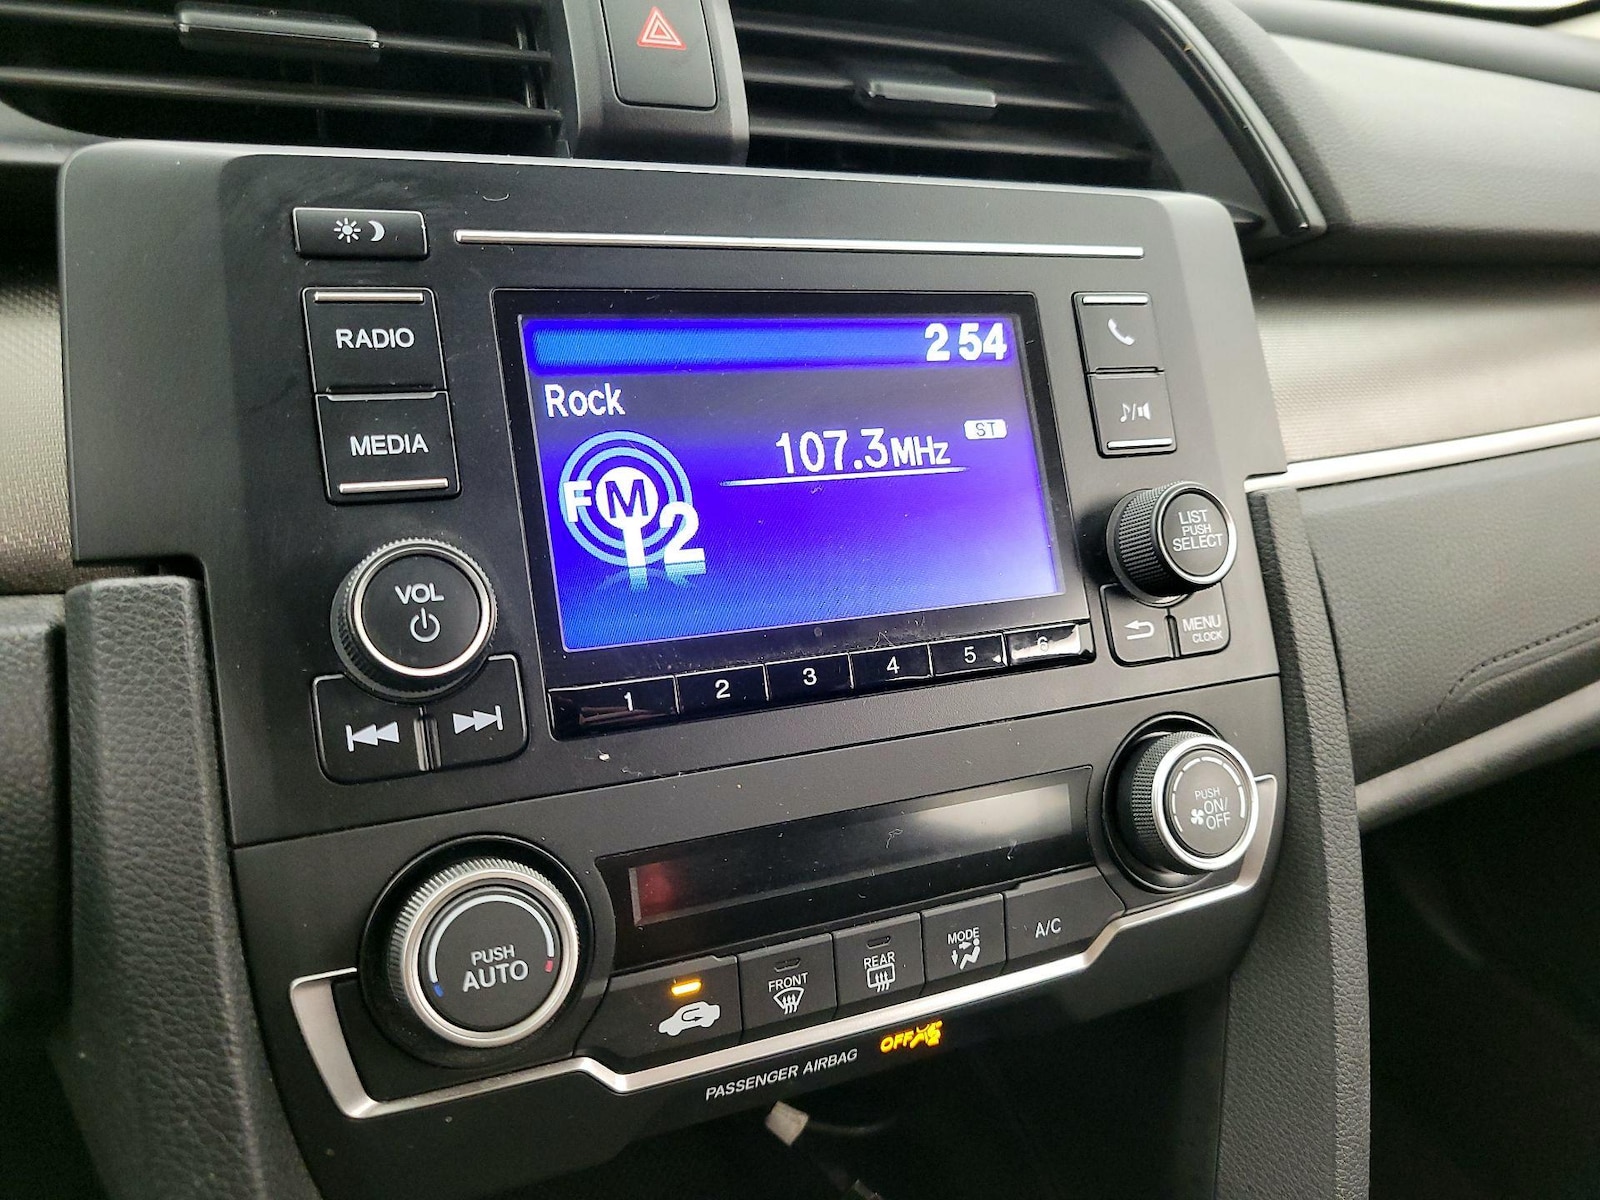 RADIO
MEDIA
2 54
Rock
107.3MHz
ST
FM
2
VOL
1
2
3
4
5
6
LIST
PUSH
SELECT
MENU
CLOCK
PUSH
AUTO
FRONT
REAR
MODE
A/C
PUSH
ON/
OFF
PASSENGER AIRBAG
OFF